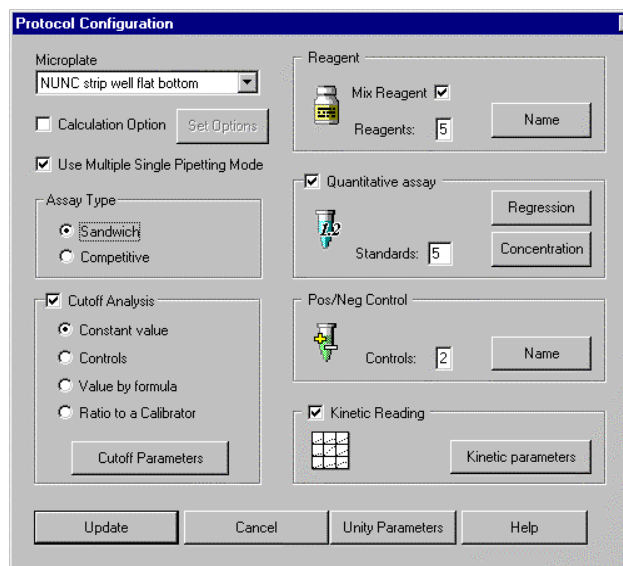 Protocol Configuration
Microplate
NUNC strip well flat bottom
Calculation Option
Set Options
Use Multiple Single Pipetting Mode
Assay Type
Sandwich
Competitive
Cutoff Analysis
Constant value
Controls
Value by formula
Ratio to a Calibrator
Cutoff Parameters
Reagent
Mix Reagent
Reagents: 5
Name
Quantitative assay
1.2
Standards: 5
Regression
Concentration
Pos/Neg Control
Controls: 2
Name
Kinetic Reading
Kinetic parameters
Update
Cancel
Unity Parameters
Help